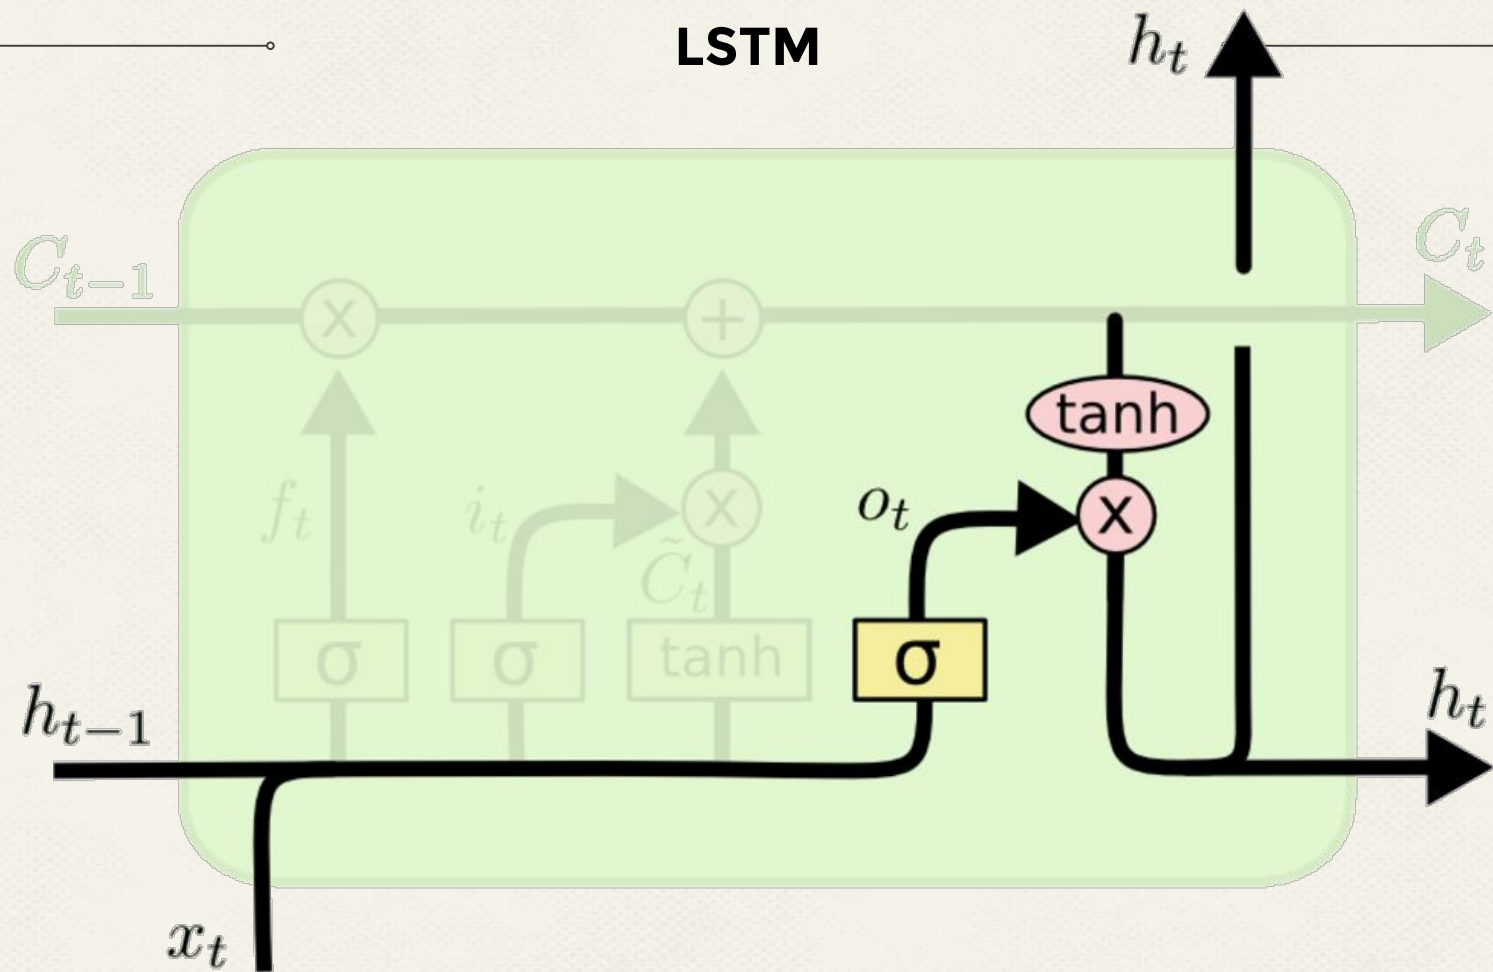 LSTM
h_t
C_{t-1}
C_t
x
+
tanh
f_t
i_t
x
o_t
x
C̃_t
σ
σ
tanh
σ
h_{t-1}
h_t
x_t